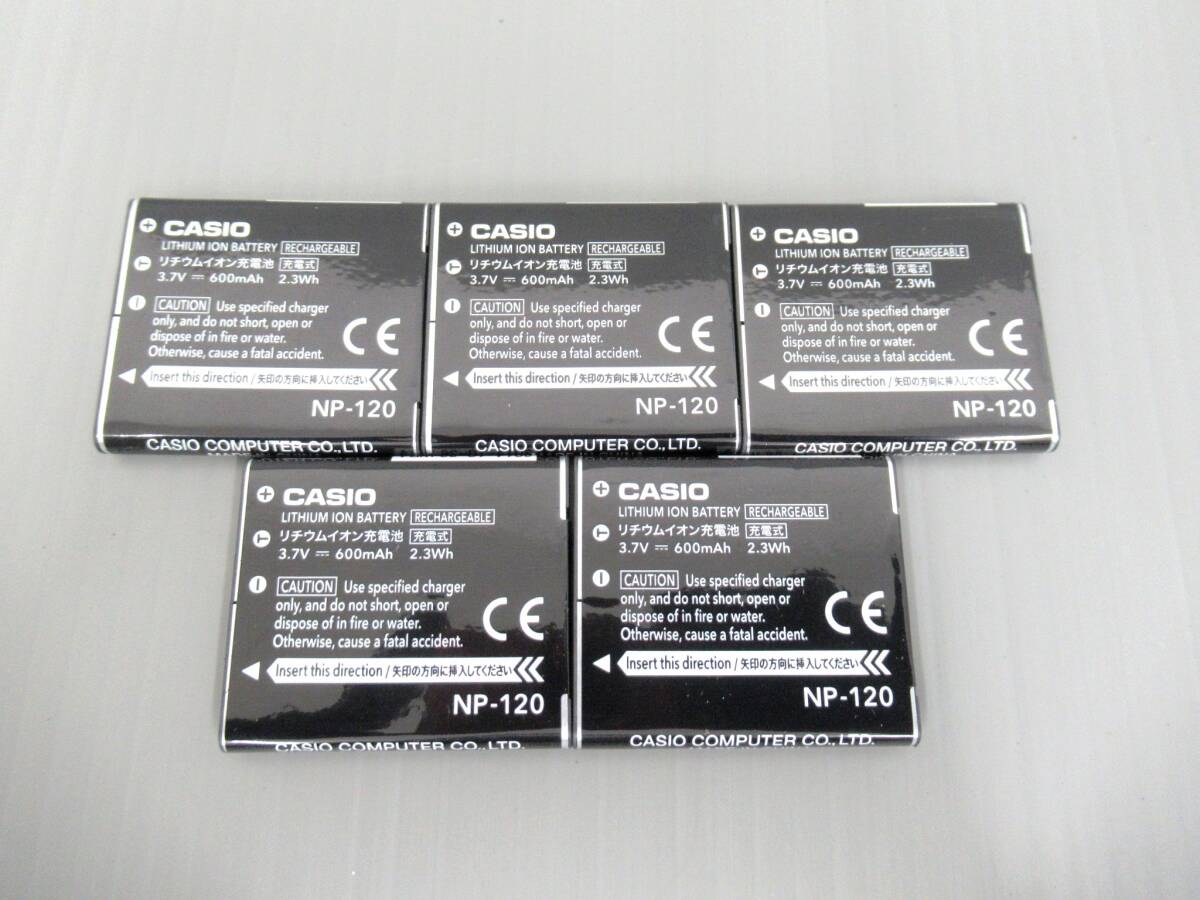 CASIO
LITHIUM ION BATTERY RECHARGEABLE
リチウムイオン充電池 充電式
3.7V 600mAh 2.3Wh
CAUTION Use specified charger
only, and do not short, open or
dispose of in fire or water.
Otherwise, cause a fatal accident.
CE
Insert this direction / 矢印の方向に挿入してください
NP-120
CASIO COMPUTER CO., LTD.
CASIO
LITHIUM ION BATTERY RECHARGEABLE
リチウムイオン充電池 充電式
3.7V 600mAh 2.3Wh
CAUTION Use specified charger
only, and do not short, open or
dispose of in fire or water.
Otherwise, cause a fatal accident.
CE
Insert this direction / 矢印の方向に挿入してください
NP-120
CASIO COMPUTER CO., LTD.
CASIO
LITHIUM ION BATTERY RECHARGEABLE
リチウムイオン充電池 充電式
3.7V 600mAh 2.3Wh
CAUTION Use specified charger
only, and do not short, open or
dispose of in fire or water.
Otherwise, cause a fatal accident.
CE
Insert this direction / 矢印の方向に挿入してください
NP-120
CASIO COMPUTER CO., LTD.
CASIO
LITHIUM ION BATTERY RECHARGEABLE
リチウムイオン充電池 充電式
3.7V 600mAh 2.3Wh
CAUTION Use specified charger
only, and do not short, open or
dispose of in fire or water.
Otherwise, cause a fatal accident.
CE
Insert this direction / 矢印の方向に挿入してください
NP-120
CASIO COMPUTER CO., LTD.
CASIO
LITHIUM ION BATTERY RECHARGEABLE
リチウムイオン充電池 充電式
3.7V 600mAh 2.3Wh
CAUTION Use specified charger
only, and do not short, open or
dispose of in fire or water.
Otherwise, cause a fatal accident.
CE
Insert this direction / 矢印の方向に挿入してください
NP-120
CASIO COMPUTER CO., LTD.